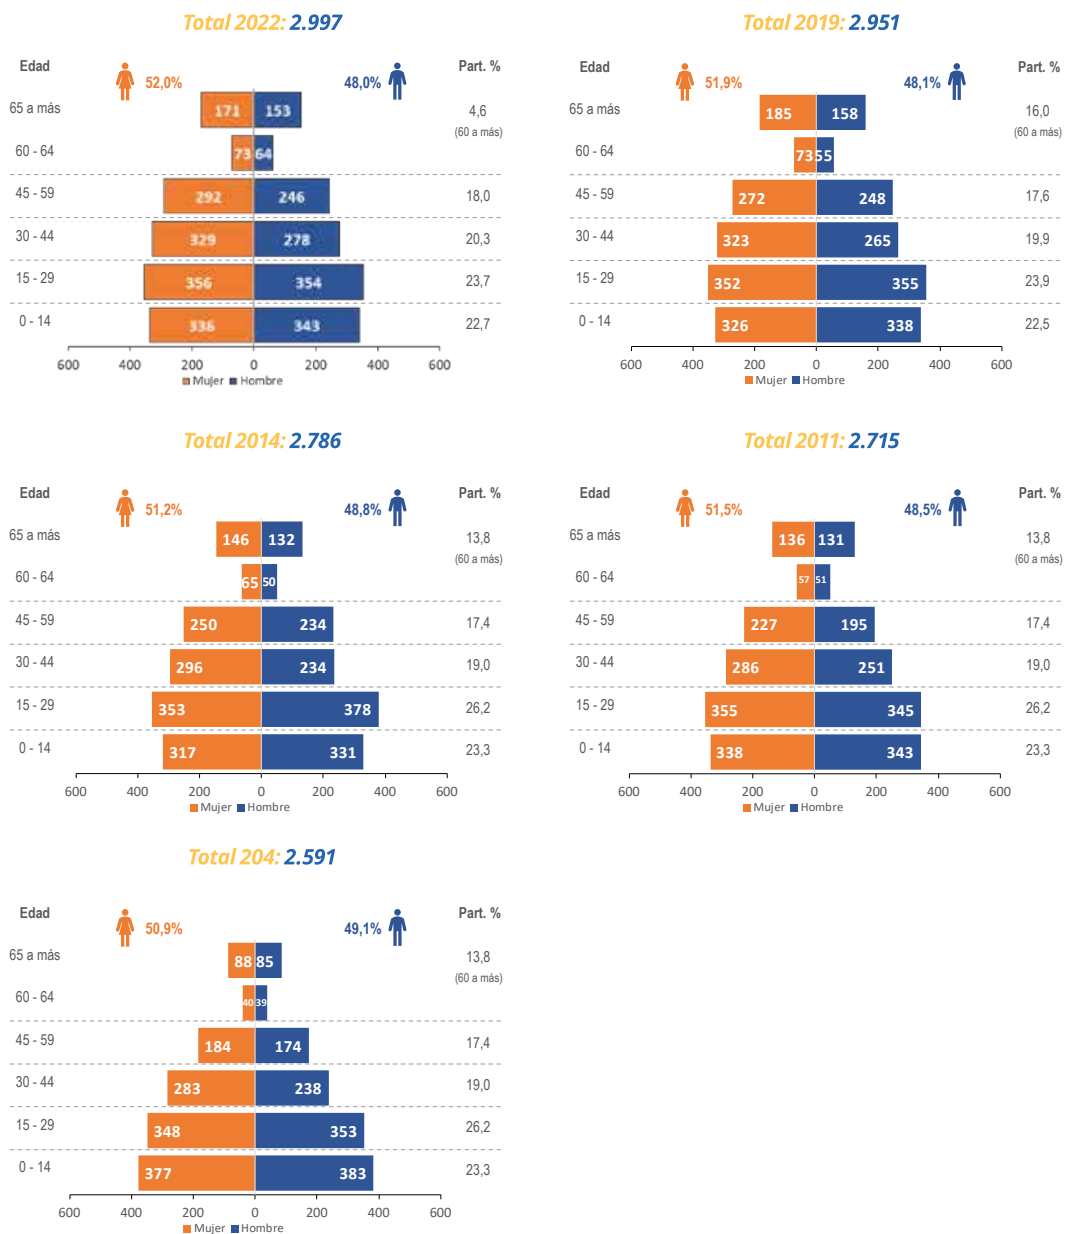 Total 2022: 2.997
Edad 52,0% 48,0% Part. %
65 a más 171 153 4,6
(60 a más)
60 - 64 73 64
45 - 59 292 246 18,0
30 - 44 329 278 20,3
15 - 29 356 354 23,7
0 - 14 336 343 22,7
600 400 200 0 200 400 600
Mujer Hombre
Total 2019: 2.951
Edad 51,9% 48,1% Part. %
65 a más 185 158 16,0
(60 a más)
60 - 64 73 55
45 - 59 272 248 17,6
30 - 44 323 265 19,9
15 - 29 352 355 23,9
0 - 14 326 338 22,5
600 400 200 0 200 400 600
Mujer Hombre
Total 2014: 2.786
Edad 51,2% 48,8% Part. %
65 a más 146 132 13,8
(60 a más)
60 - 64 65 50
45 - 59 250 234 17,4
30 - 44 296 234 19,0
15 - 29 353 378 26,2
0 - 14 317 331 23,3
600 400 200 0 200 400 600
Mujer Hombre
Total 2011: 2.715
Edad 51,5% 48,5% Part. %
65 a más 136 131 13,8
(60 a más)
60 - 64 57 51
45 - 59 227 195 17,4
30 - 44 286 251 19,0
15 - 29 355 345 26,2
0 - 14 338 343 23,3
600 400 200 0 200 400 600
Mujer Hombre
Total 204: 2.591
Edad 50,9% 49,1% Part. %
65 a más 88 85 13,8
(60 a más)
60 - 64 40 39
45 - 59 184 174 17,4
30 - 44 283 238 19,0
15 - 29 348 353 26,2
0 - 14 377 383 23,3
600 400 200 0 200 400 600
Mujer Hombre